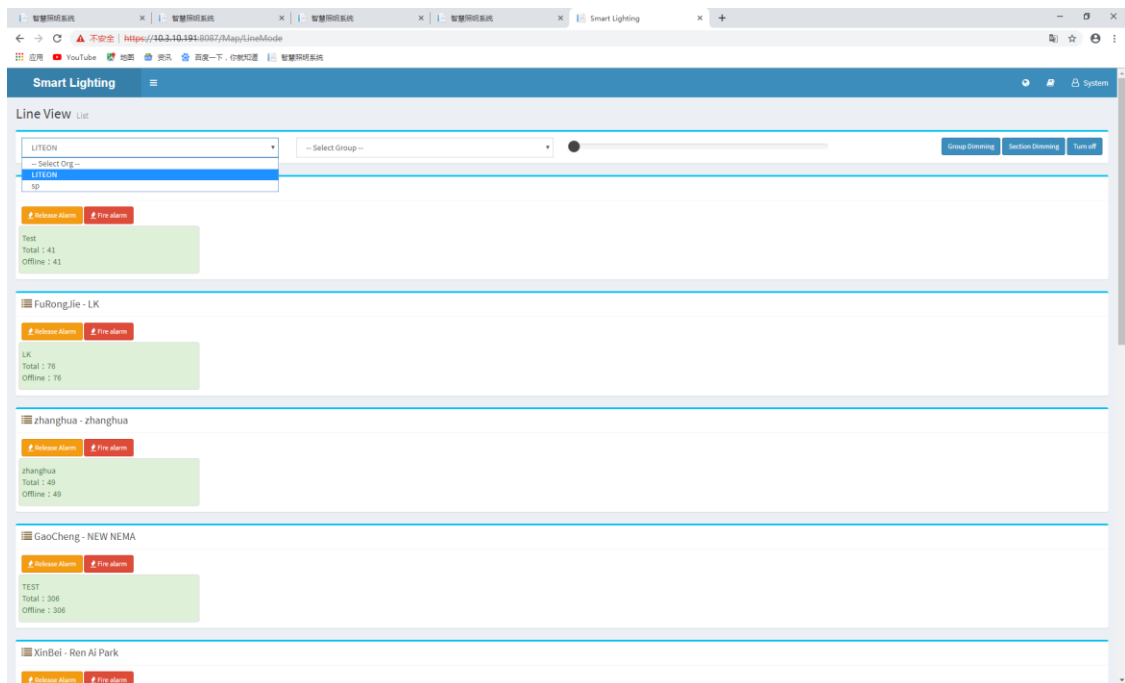 智慧照明系统
智慧照明系统
智慧照明系统
智慧照明系统
Smart Lighting
不安全 | https://10.3.10.191:8087/Map/LineMode
应用 YouTube 地图 资讯 百度一下，你就知道 智慧照明系统
Smart Lighting
System
Line View List
LITEON
-- Select Group --
Group Dimming
Section Dimming
Turn off
-- Select Org --
LITEON
sp
Release Alarm
Fire alarm
Test
Total : 41
Offline : 41
FuRongJie - LK
Release Alarm
Fire alarm
LK
Total : 76
Offline : 76
zhanghua - zhanghua
Release Alarm
Fire alarm
zhanghua
Total : 49
Offline : 49
GaoCheng - NEW NEMA
Release Alarm
Fire alarm
TEST
Total : 306
Offline : 306
XinBei - Ren Ai Park
Release Alarm
Fire alarm